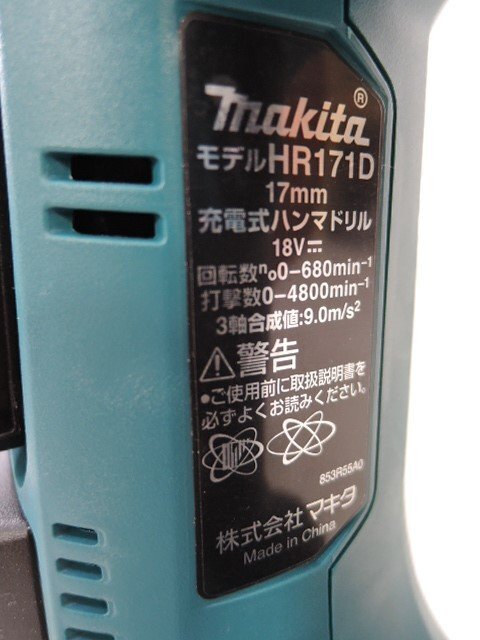 makita®
モデルHR171D
17mm
充電式ハンマドリル
18V⎓
回転数n₀0-680min⁻¹
打撃数0-4800min⁻¹
3軸合成値:9.0m/s²
⚠警告
•ご使用前に取扱説明書を
必ずよくお読みください。
853R55A0
株式会社 マキタ
Made in China